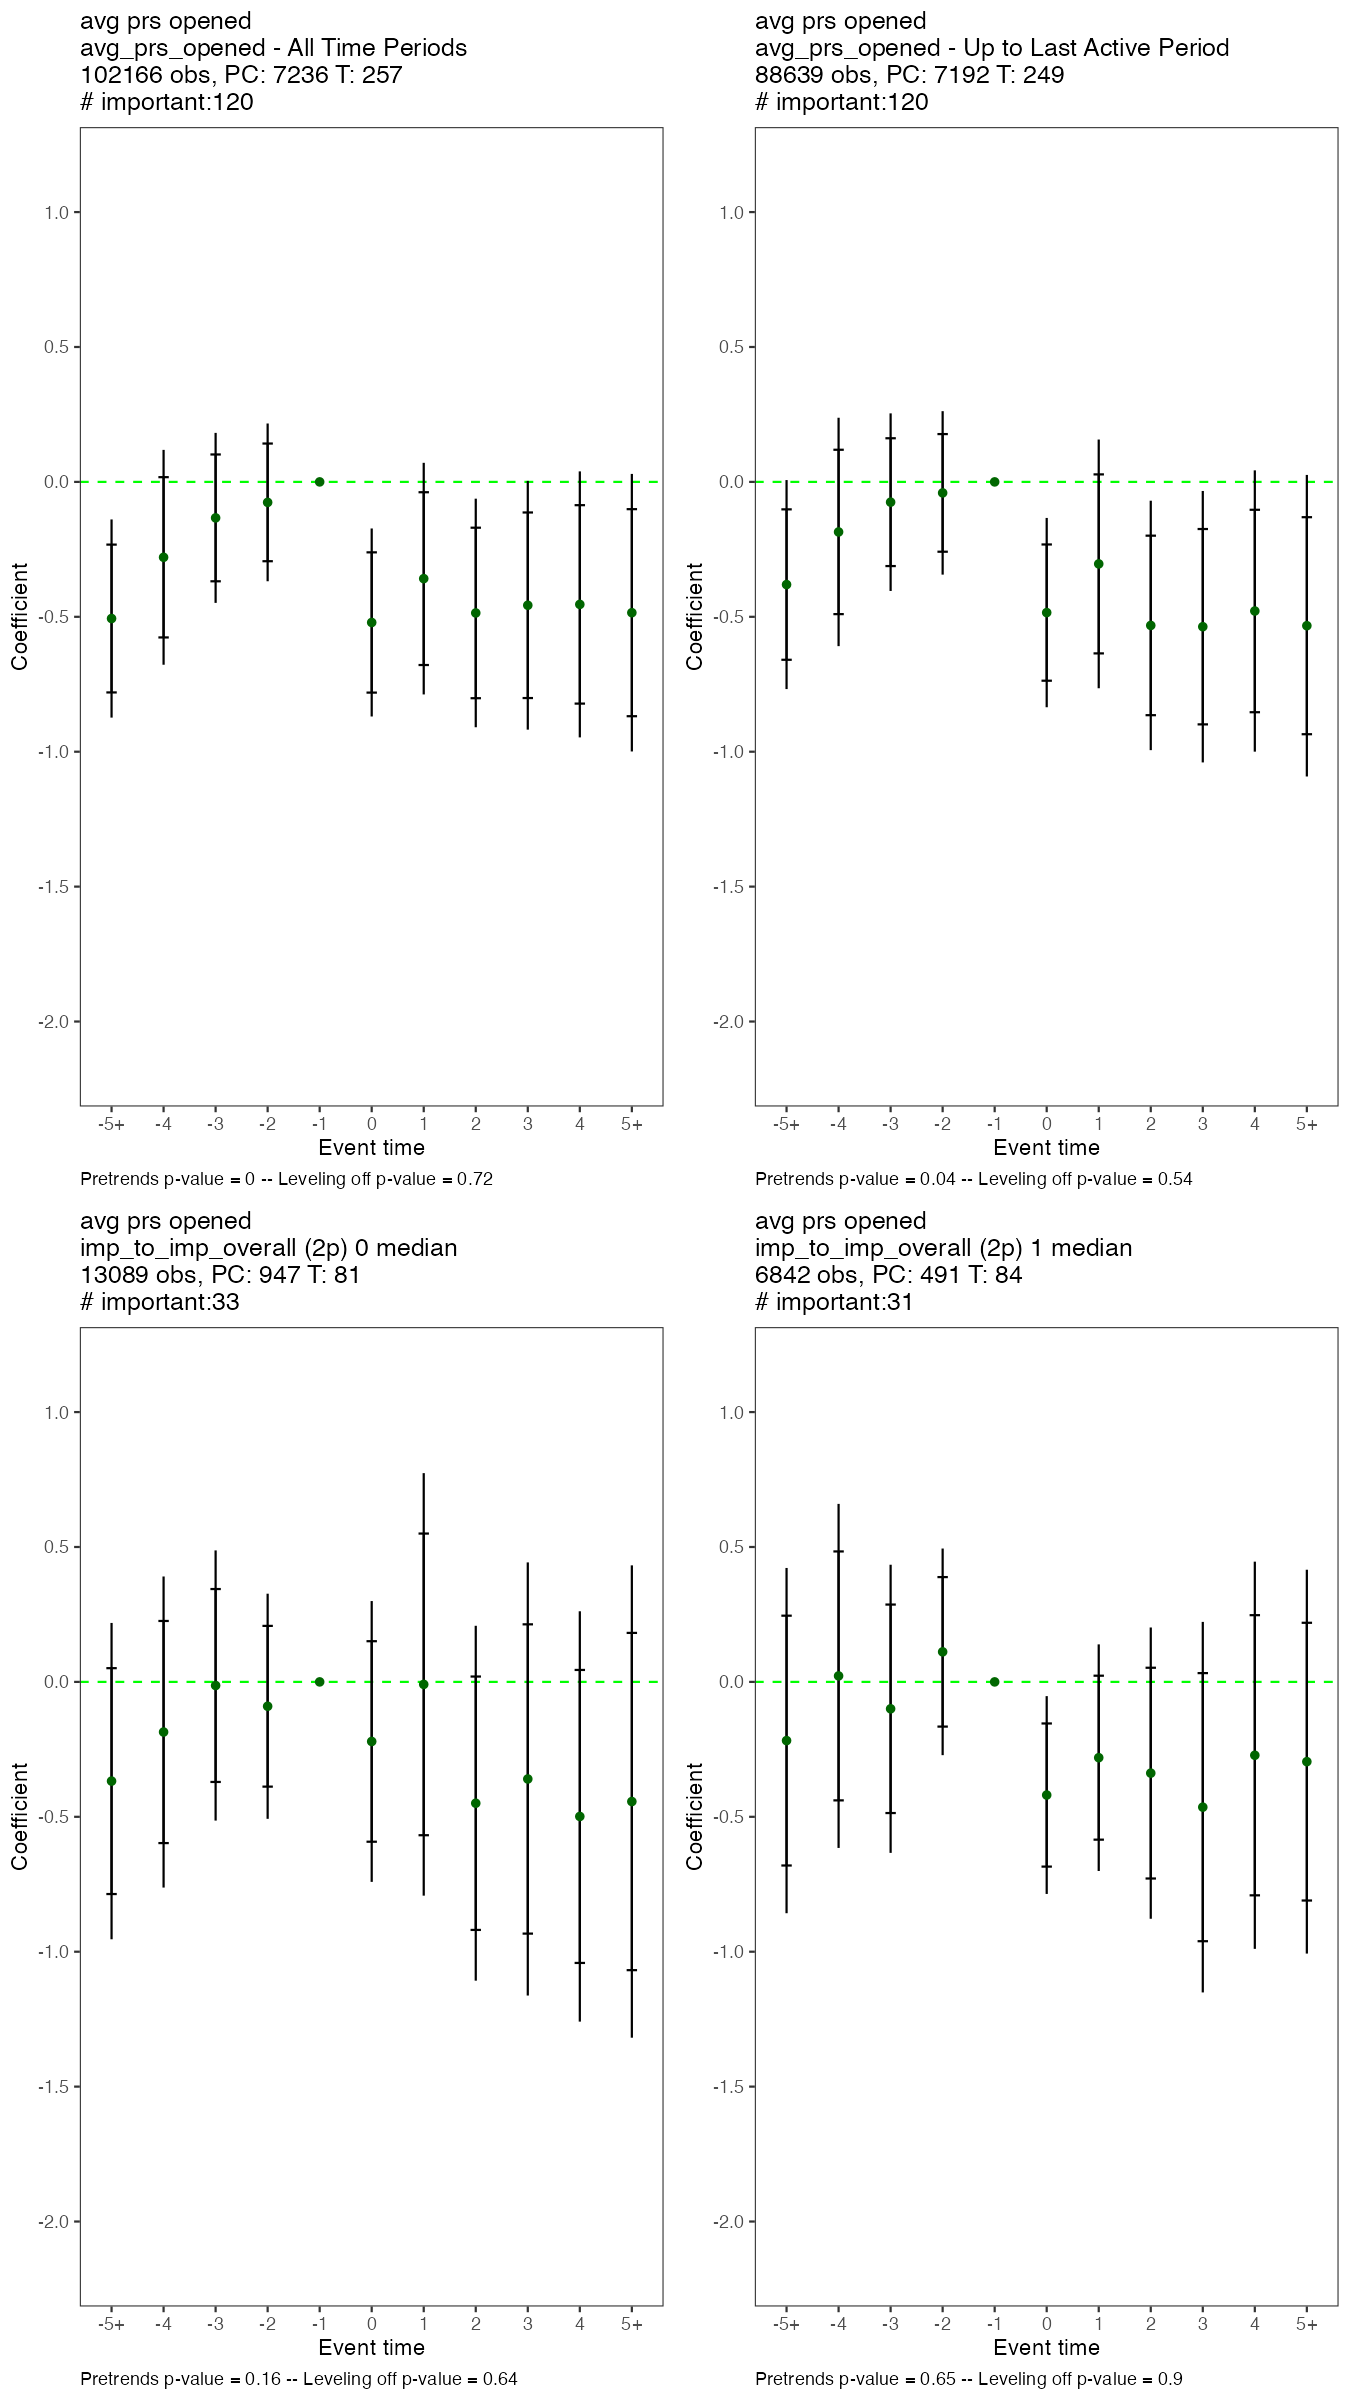 avg prs opened
avg_prs_opened - All Time Periods
102166 obs, PC: 7236 T: 257
# important:120
1.0
0.5
0.0
-0.5
-1.0
-1.5
-2.0
Coefficient
-5+ -4 -3 -2 -1 0 1 2 3 4 5+
Event time
Pretrends p-value = 0 -- Leveling off p-value = 0.72
avg prs opened
avg_prs_opened - Up to Last Active Period
88639 obs, PC: 7192 T: 249
# important:120
1.0
0.5
0.0
-0.5
-1.0
-1.5
-2.0
Coefficient
-5+ -4 -3 -2 -1 0 1 2 3 4 5+
Event time
Pretrends p-value = 0.04 -- Leveling off p-value = 0.54
avg prs opened
imp_to_imp_overall (2p) 0 median
13089 obs, PC: 947 T: 81
# important:33
1.0
0.5
0.0
-0.5
-1.0
-1.5
-2.0
Coefficient
-5+ -4 -3 -2 -1 0 1 2 3 4 5+
Event time
Pretrends p-value = 0.16 -- Leveling off p-value = 0.64
avg prs opened
imp_to_imp_overall (2p) 1 median
6842 obs, PC: 491 T: 84
# important:31
1.0
0.5
0.0
-0.5
-1.0
-1.5
-2.0
Coefficient
-5+ -4 -3 -2 -1 0 1 2 3 4 5+
Event time
Pretrends p-value = 0.65 -- Leveling off p-value = 0.9